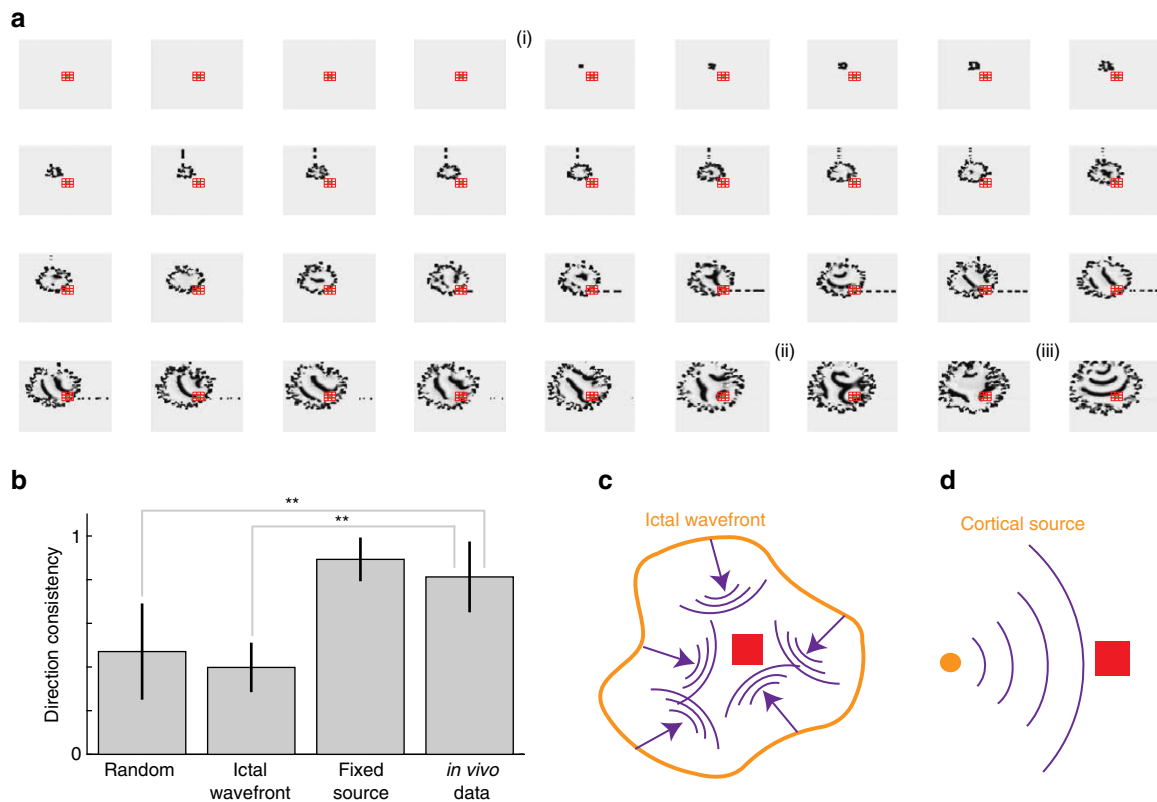 a
(i)
(ii)
(iii)
b
**
**
1
Direction consistency
0
Random
Ictal
wavefront
Fixed
source
in vivo
data
c
Ictal wavefront
d
Cortical source